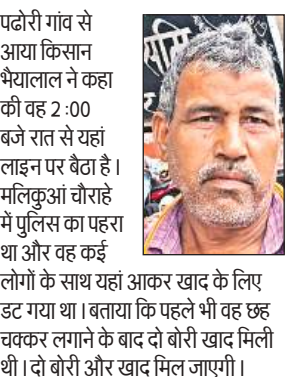 पढोरी गांव से
आया किसान
भैयालाल ने कहा
की वह 2:00
बजे रात से यहां
लाइन पर बैठा है।
मलिकुआं चौराहे
में पुलिस का पहरा
था और वह कई
लोगों के साथ यहां आकर खाद के लिए
डट गया था। बताया कि पहले भी वह छह
चक्कर लगाने के बाद दो बोरी खाद मिली
थी। दो बोरी और खाद मिल जाएगी।